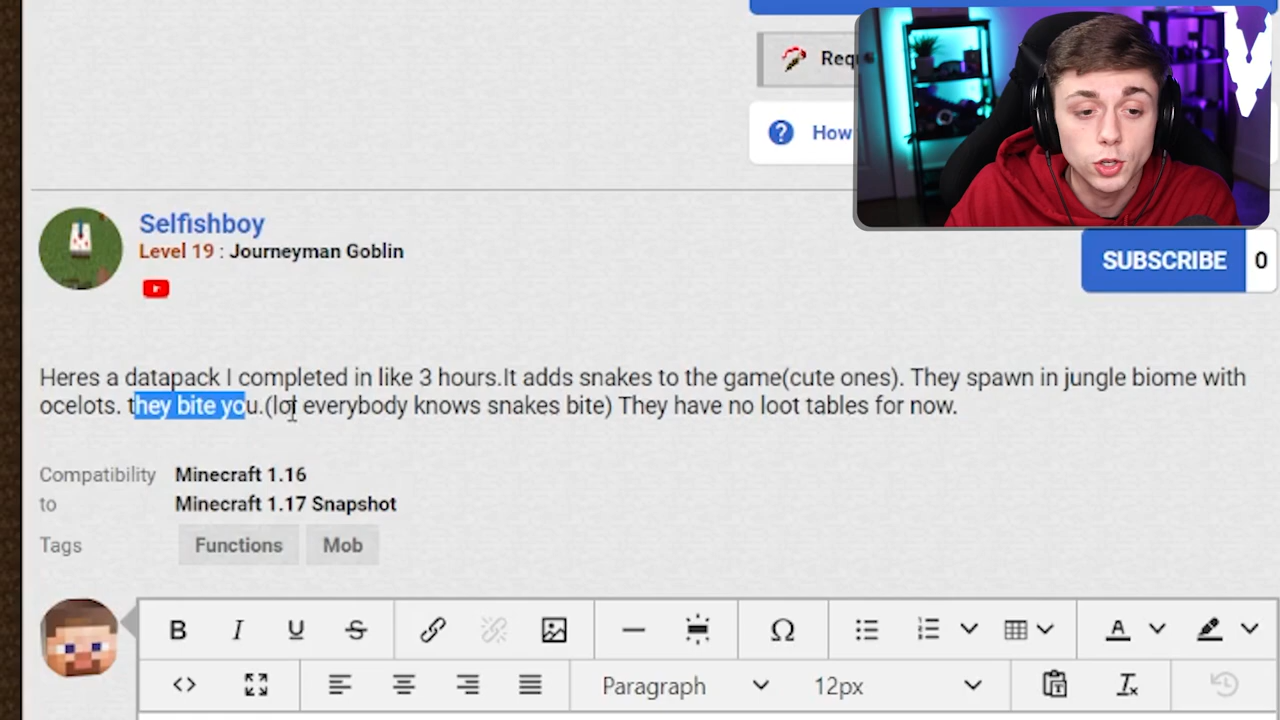 Req
How
Selfishboy
Level 19 : Journeyman Goblin
SUBSCRIBE 0
Heres a datapack I completed in like 3 hours.It adds snakes to the game(cute ones). They spawn in jungle biome with
ocelots. they bite you.(lol everybody knows snakes bite) They have no loot tables for now.
Compatibility Minecraft 1.16
to Minecraft 1.17 Snapshot
Tags Functions Mob
B I U S Ω A
Paragraph 12px